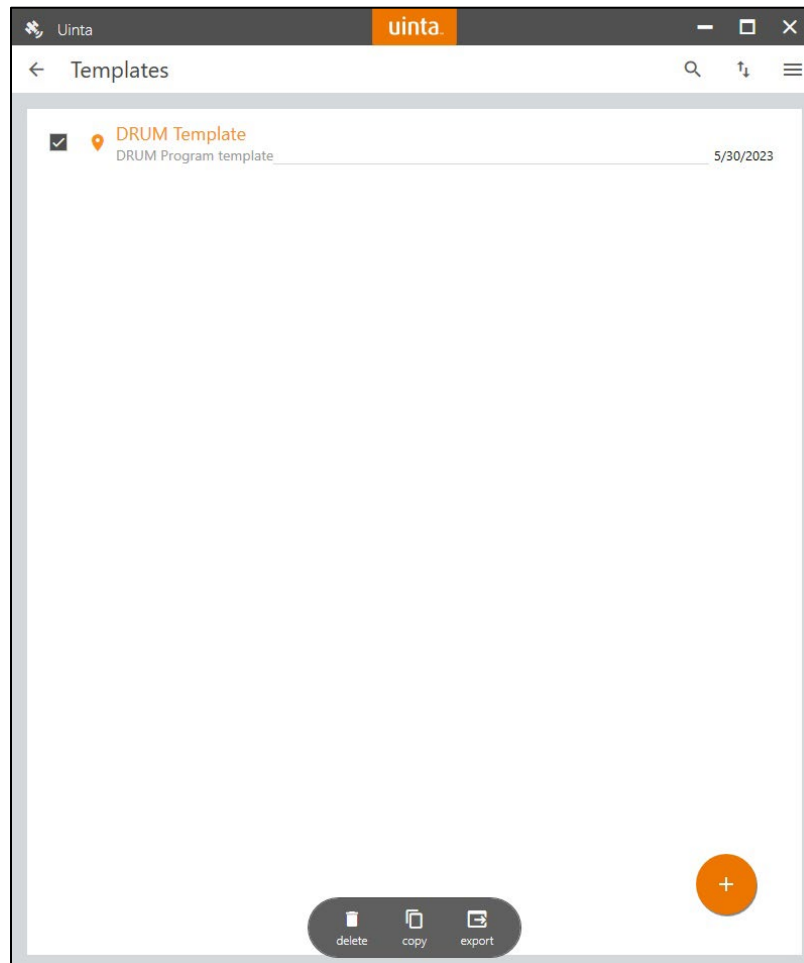 Uinta
uinta.
Templates
DRUM Template
DRUM Program template
5/30/2023
+
delete
copy
export